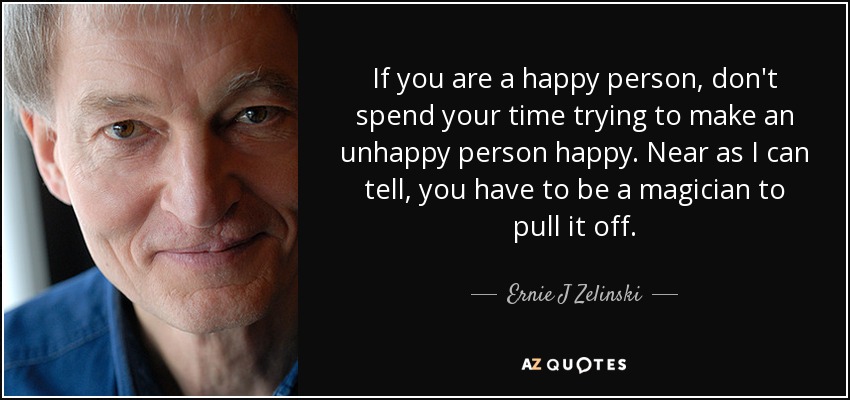 If you are a happy person, don't
spend your time trying to make an
unhappy person happy. Near as I can
tell, you have to be a magician to
pull it off.
Ernie J Zelinski
AZ QUOTES